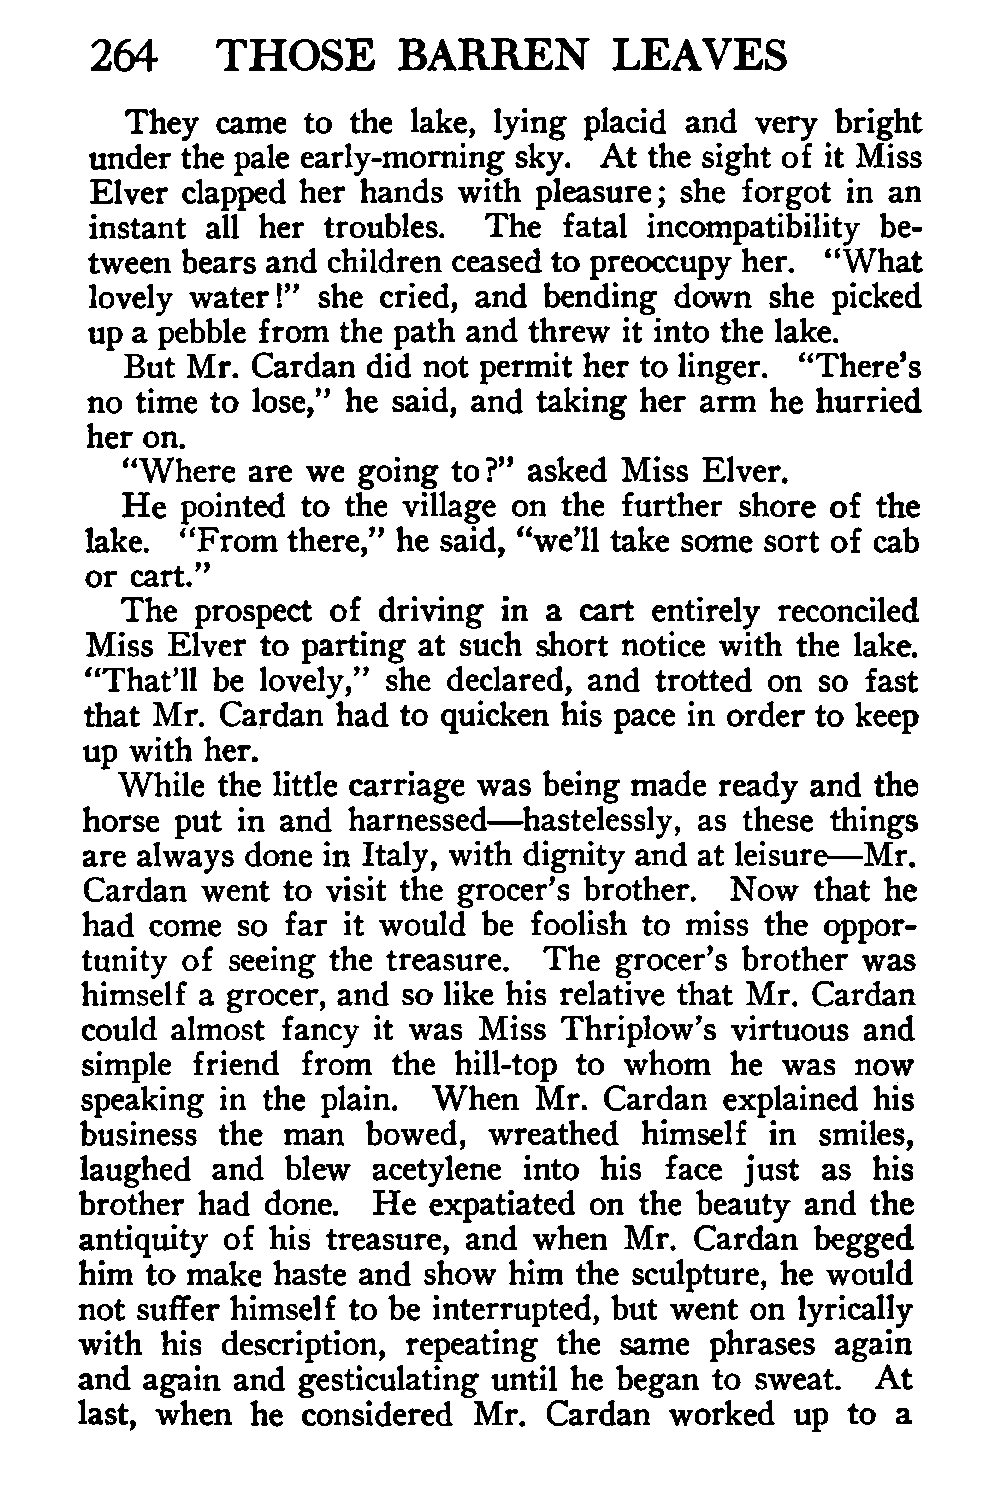 264 THOSE BARREN LEAVES
They came to the lake, lying placid and very bright
under the pale early-morning sky. At the sight of it Miss
Elver clapped her hands with pleasure; she forgot in an
instant all her troubles. The fatal incompatibility be-
tween bears and children ceased to preoccupy her. “What
lovely water!” she cried, and bending down she picked
up a pebble from the path and threw it into the lake.
But Mr. Cardan did not permit her to linger. “There’s
no time to lose,” he said, and taking her arm he hurried
her on.
“Where are we going to?” asked Miss Elver.
He pointed to the village on the further shore of the
lake. “From there,” he said, “we’ll take some sort of cab
or cart.”
The prospect of driving in a cart entirely reconciled
Miss Elver to parting at such short notice with the lake.
“That’ll be lovely,” she declared, and trotted on so fast
that Mr. Cardan had to quicken his pace in order to keep
up with her.
While the little carriage was being made ready and the
horse put in and harnessed—hastelessly, as these things
are always done in Italy, with dignity and at leisure—Mr.
Cardan went to visit the grocer’s brother. Now that he
had come so far it would be foolish to miss the oppor-
tunity of seeing the treasure. The grocer’s brother was
himself a grocer, and so like his relative that Mr. Cardan
could almost fancy it was Miss Thriplow’s virtuous and
simple friend from the hill-top to whom he was now
speaking in the plain. When Mr. Cardan explained his
business the man bowed, wreathed himself in smiles,
laughed and blew acetylene into his face just as his
brother had done. He expatiated on the beauty and the
antiquity of his treasure, and when Mr. Cardan begged
him to make haste and show him the sculpture, he would
not suffer himself to be interrupted, but went on lyrically
with his description, repeating the same phrases again
and again and gesticulating until he began to sweat. At
last, when he considered Mr. Cardan worked up to a